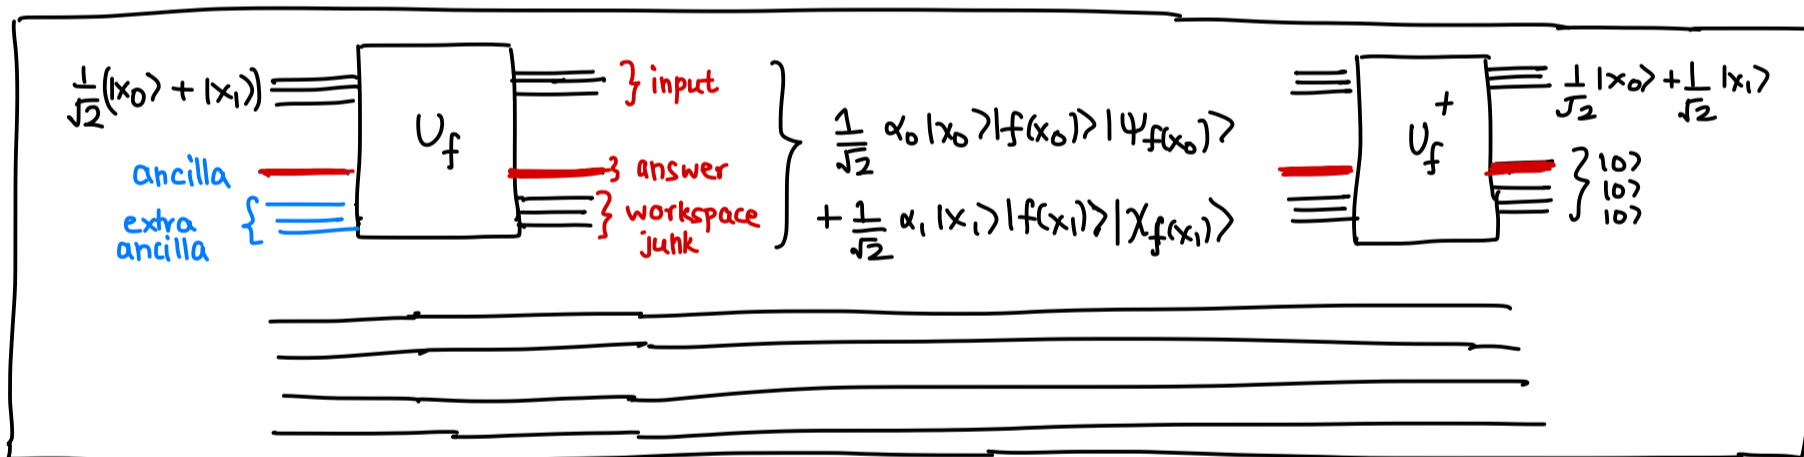 1/√2 (|x₀⟩ + |x₁⟩)
ancilla
extra
ancilla
U_f
} input
} answer
} workspace
junk
1/√2 α₀ |x₀⟩|f(x₀)⟩|ψ_f(x₀)⟩
+ 1/√2 α₁ |x₁⟩|f(x₁)⟩|χ_f(x₁)⟩
U_f^+
1/√2 |x₀⟩ + 1/√2 |x₁⟩
|0⟩
|0⟩
|0⟩